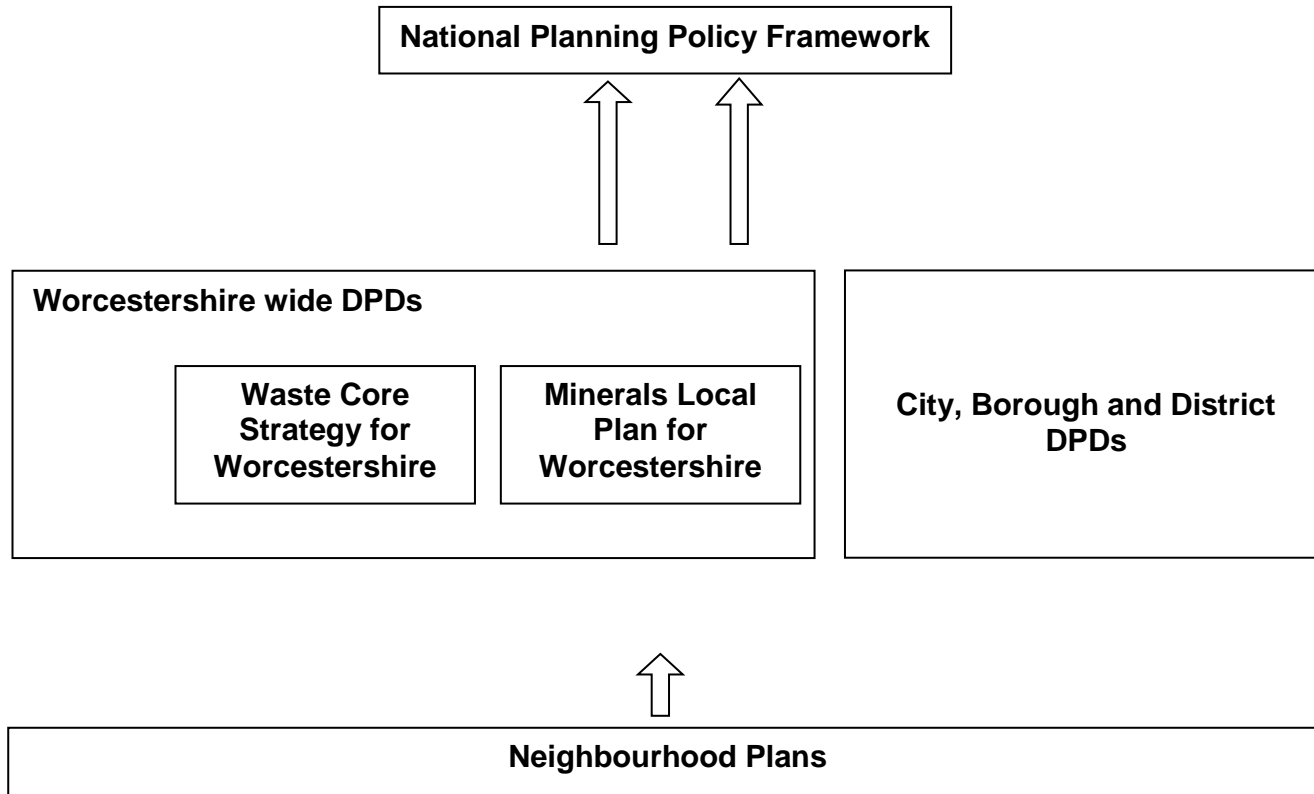 National Planning Policy Framework
Worcestershire wide DPDs
Waste Core
Strategy for
Worcestershire
Minerals Local
Plan for
Worcestershire
City, Borough and District
DPDs
Neighbourhood Plans